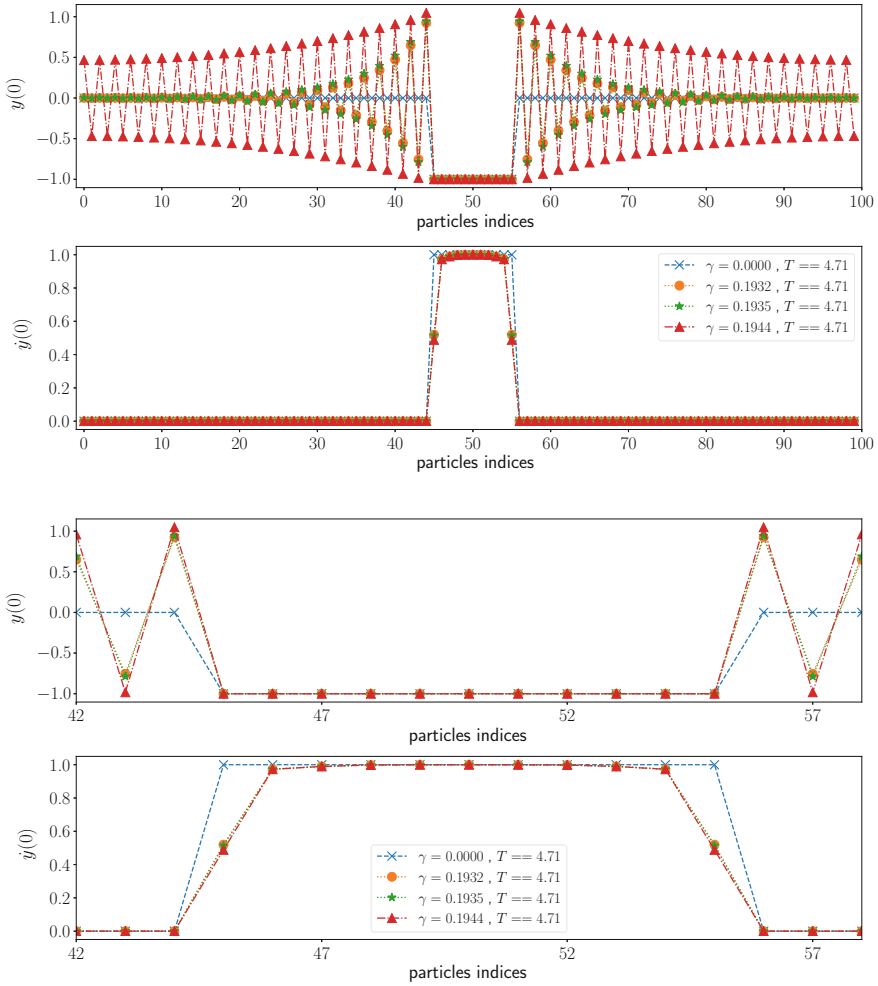 1.0
0.5
0.0
−0.5
−1.0
y(0)
0 10 20 30 40 50 60 70 80 90 100
particles indices
1.0
0.8
0.6
0.4
0.2
0.0
ẏ(0)
γ = 0.0000 , T == 4.71
γ = 0.1932 , T == 4.71
γ = 0.1935 , T == 4.71
γ = 0.1944 , T == 4.71
0 10 20 30 40 50 60 70 80 90 100
particles indices
1.0
0.5
0.0
−0.5
−1.0
y(0)
42 47 52 57
particles indices
1.0
0.8
0.6
0.4
0.2
0.0
ẏ(0)
γ = 0.0000 , T == 4.71
γ = 0.1932 , T == 4.71
γ = 0.1935 , T == 4.71
γ = 0.1944 , T == 4.71
42 47 52 57
particles indices